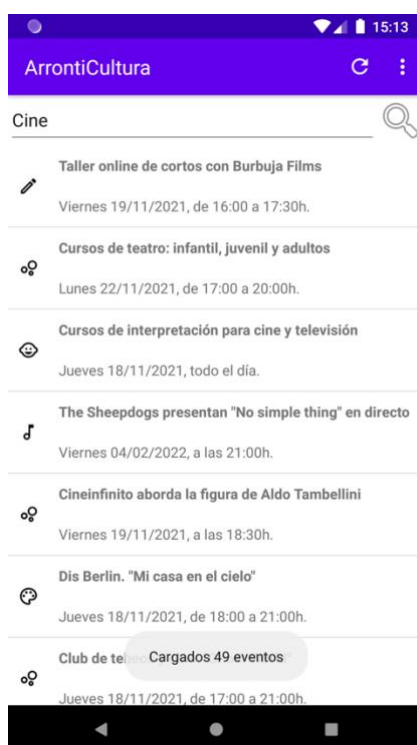 15:13
ArrontiCultura
Cine
Taller online de cortos con Burbuja Films
Viernes 19/11/2021, de 16:00 a 17:30h.
Cursos de teatro: infantil, juvenil y adultos
Lunes 22/11/2021, de 17:00 a 20:00h.
Cursos de interpretación para cine y televisión
Jueves 18/11/2021, todo el día.
The Sheepdogs presentan "No simple thing" en directo
Viernes 04/02/2022, a las 21:00h.
Cineinfinito aborda la figura de Aldo Tambellini
Viernes 19/11/2021, a las 18:30h.
Dis Berlin. "Mi casa en el cielo"
Jueves 18/11/2021, de 18:00 a 21:00h.
Club de
Cargados 49 eventos
Jueves 18/11/2021, de 17:00 a 21:00h.